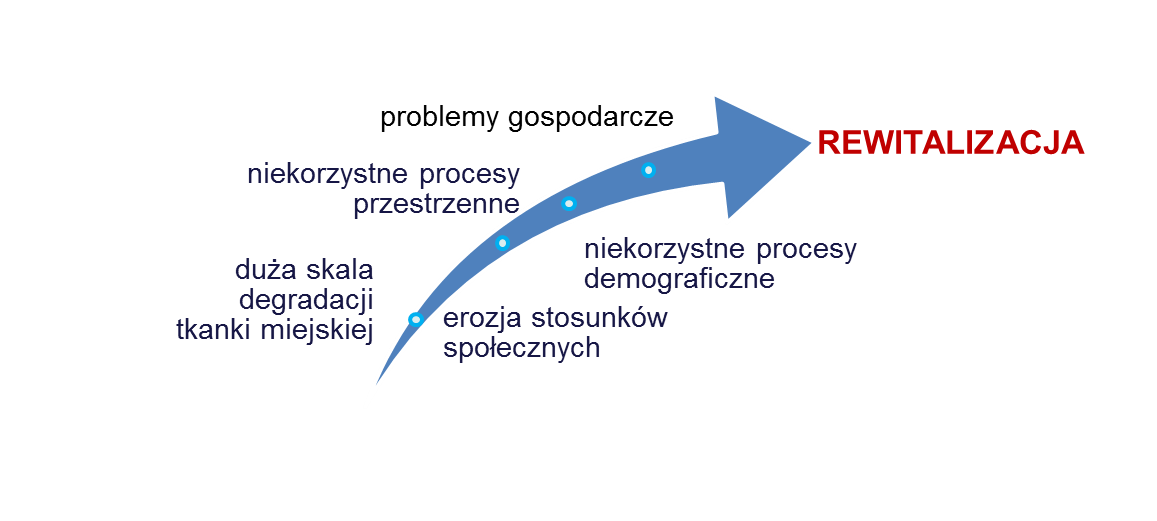 problemy gospodarcze
REWITALIZACJA
niekorzystne procesy
przestrzenne
niekorzystne procesy
demograficzne
duża skala
degradacji
tkanki miejskiej
erozja stosunków
społecznych